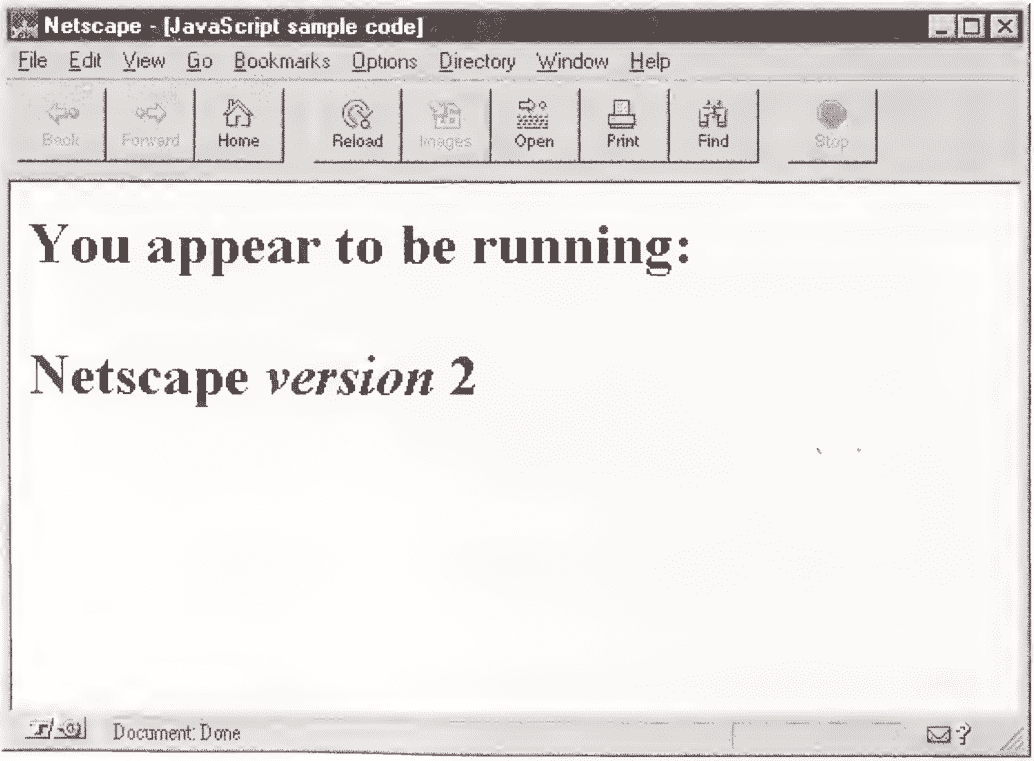 Netscape - [JavaScript sample code]
File Edit View Go Bookmarks Options Directory Window Help
Back Forward Home Reload Images Open Print Find Stop
You appear to be running:
Netscape version 2
Document: Done